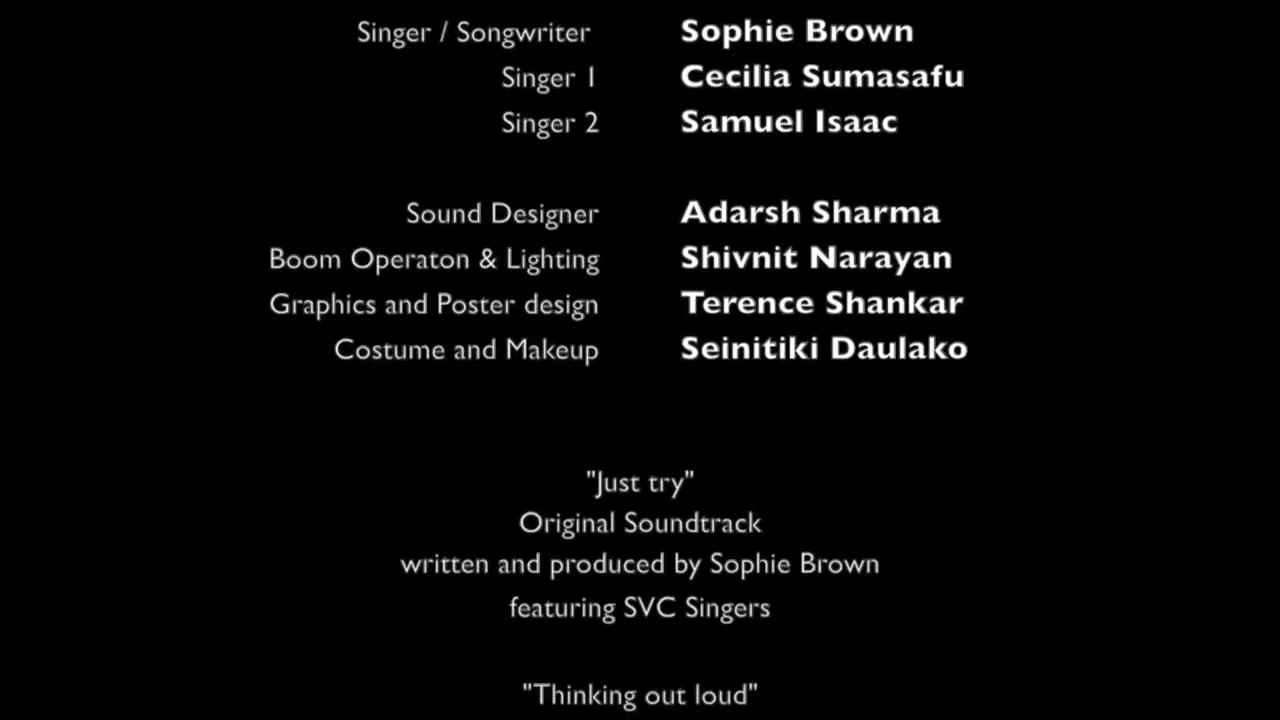 Singer / Songwriter Sophie Brown
Singer 1 Cecilia Sumasafu
Singer 2 Samuel Isaac
Sound Designer Adarsh Sharma
Boom Operaton & Lighting Shivnit Narayan
Graphics and Poster design Terence Shankar
Costume and Makeup Seinitiki Daulako
"Just try"
Original Soundtrack
written and produced by Sophie Brown
featuring SVC Singers
"Thinking out loud"